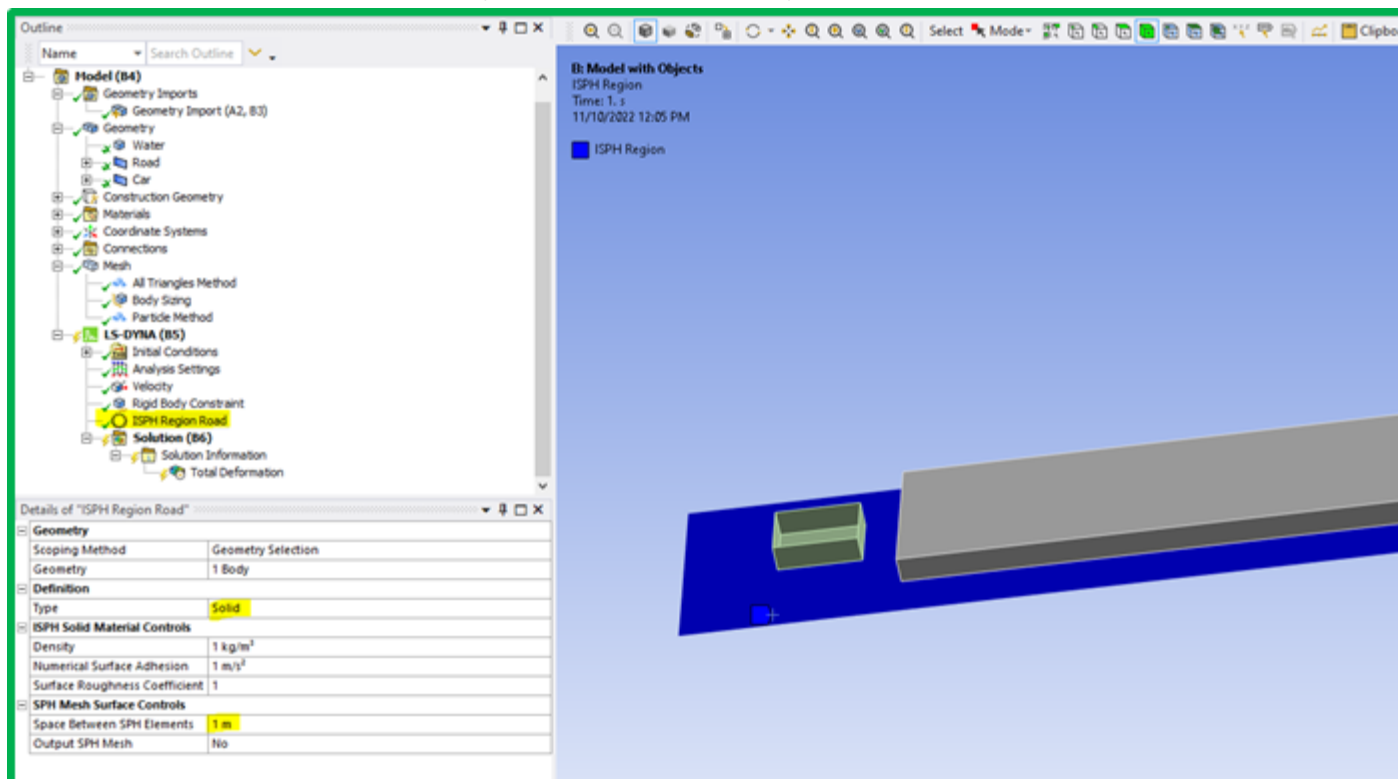 Outline
Name
Search Outline
Model (B4)
Geometry Imports
Geometry Import (A2, B3)
Geometry
Water
Road
Car
Construction Geometry
Materials
Coordinate Systems
Connections
Mesh
All Triangles Method
Body Sizing
Particle Method
LS-DYNA (B5)
Initial Conditions
Analysis Settings
Velocity
Rigid Body Constraint
ISPH Region Road
Solution (B6)
Solution Information
Total Deformation
Details of "ISPH Region Road"
Geometry
Scoping Method Geometry Selection
Geometry 1 Body
Definition
Type Solid
ISPH Solid Material Controls
Density 1 kg/m³
Numerical Surface Adhesion 1 m/s²
Surface Roughness Coefficient 1
SPH Mesh Surface Controls
Space Between SPH Elements 1 m
Output SPH Mesh No
Select Mode Clipbo
B: Model with Objects
ISPH Region
Time: 1. s
11/10/2022 12:05 PM
ISPH Region